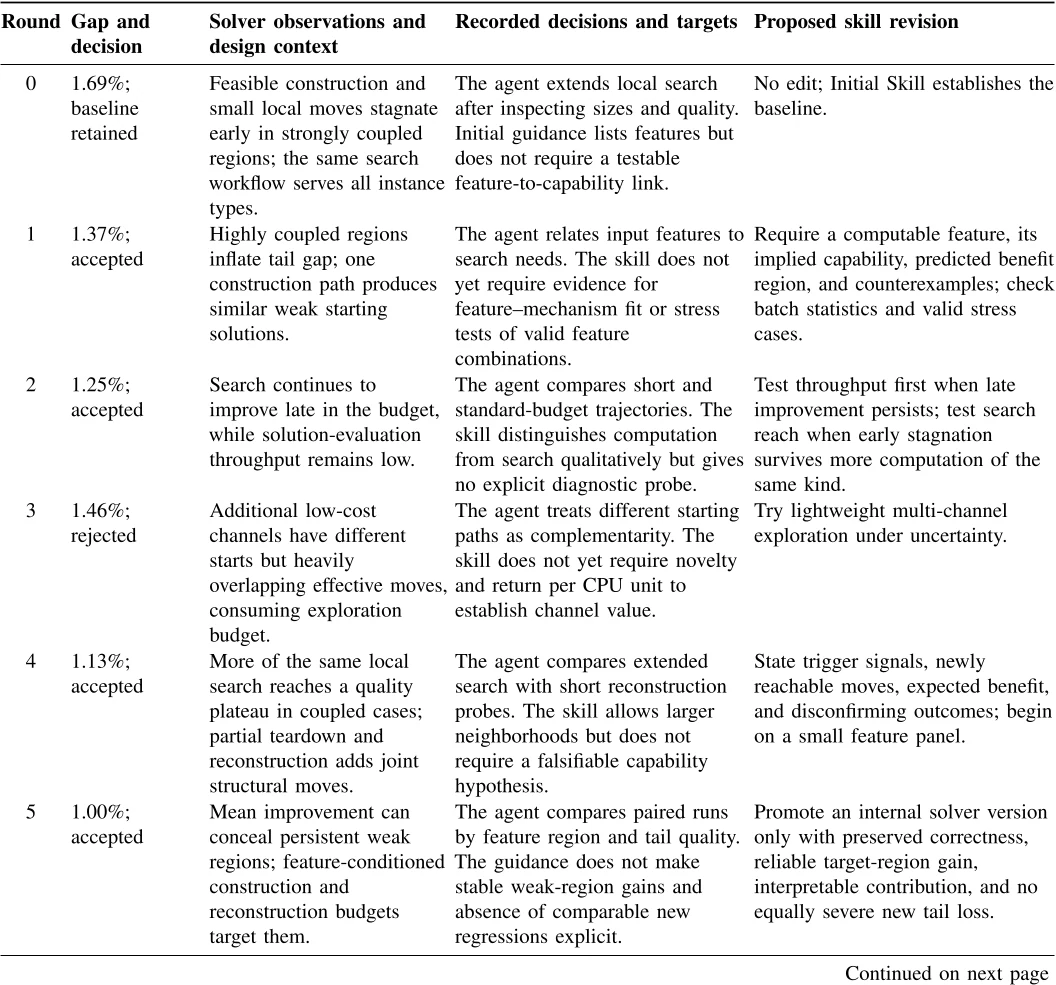 Round Gap and decision Solver observations and design context Recorded decisions and targets Proposed skill revision
0
1.69%;
baseline
retained
Feasible construction and
small local moves stagnate
early in strongly coupled
regions; the same search
workflow serves all instance
types.
The agent extends local search
after inspecting sizes and quality.
Initial guidance lists features but
does not require a testable
feature-to-capability link.
No edit; Initial Skill establishes the
baseline.
1
1.37%;
accepted
Highly coupled regions
inflate tail gap; one
construction path produces
similar weak starting
solutions.
The agent relates input features to
search needs. The skill does not
yet require evidence for
feature–mechanism fit or stress
tests of valid feature
combinations.
Require a computable feature, its
implied capability, predicted benefit
region, and counterexamples; check
batch statistics and valid stress
cases.
2
1.25%;
accepted
Search continues to
improve late in the budget,
while solution-evaluation
throughput remains low.
The agent compares short and
standard-budget trajectories. The
skill distinguishes computation
from search qualitatively but gives
no explicit diagnostic probe.
Test throughput first when late
improvement persists; test search
reach when early stagnation
survives more computation of the
same kind.
3
1.46%;
rejected
Additional low-cost
channels have different
starts but heavily
overlapping effective moves,
consuming exploration
budget.
The agent treats different starting
paths as complementarity. The
skill does not yet require novelty
and return per CPU unit to
establish channel value.
Try lightweight multi-channel
exploration under uncertainty.
4
1.13%;
accepted
More of the same local
search reaches a quality
plateau in coupled cases;
partial teardown and
reconstruction adds joint
structural moves.
The agent compares extended
search with short reconstruction
probes. The skill allows larger
neighborhoods but does not
require a falsifiable capability
hypothesis.
State trigger signals, newly
reachable moves, expected benefit,
and disconfirming outcomes; begin
on a small feature panel.
5
1.00%;
accepted
Mean improvement can
conceal persistent weak
regions; feature-conditioned
construction and
reconstruction budgets
target them.
The agent compares paired runs
by feature region and tail quality.
The guidance does not make
stable weak-region gains and
absence of comparable new
regressions explicit.
Promote an internal solver version
only with preserved correctness,
reliable target-region gain,
interpretable contribution, and no
equally severe new tail loss.
Continued on next page